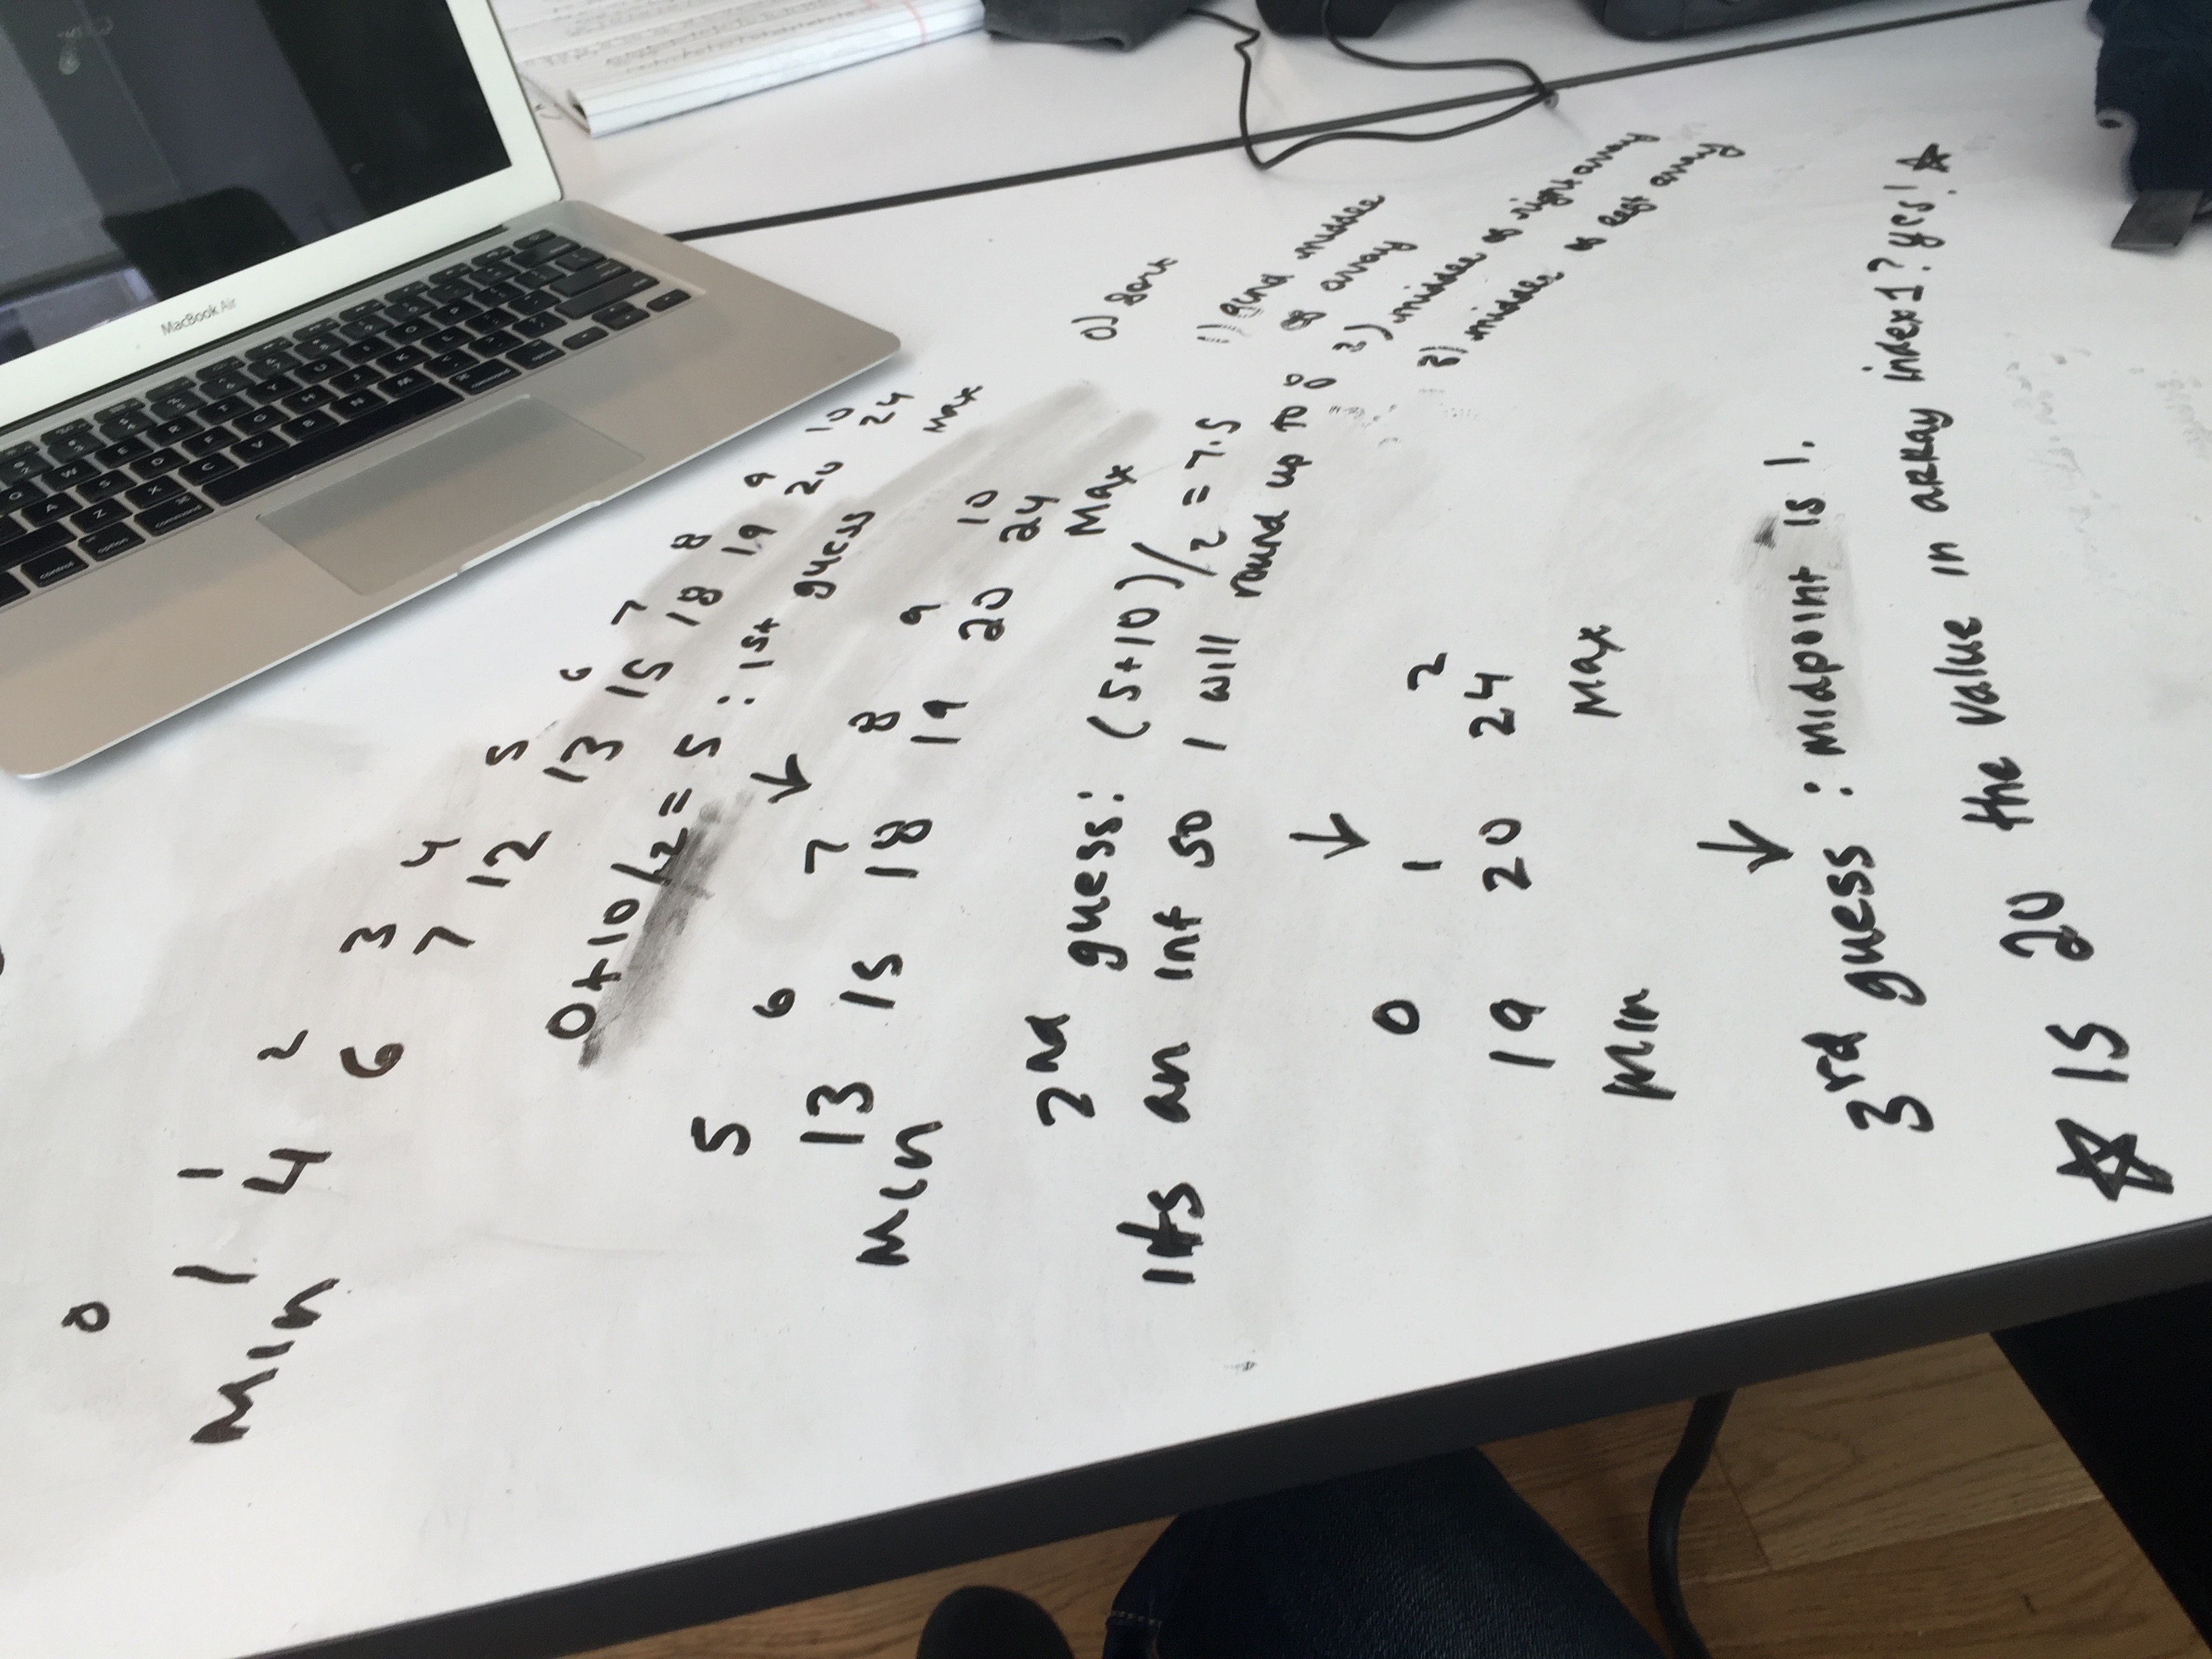 MacBook Air
0 1 2 3 4 5 6 7 8 9 10
1 4 6 7 12 13 15 18 19 20 24
Min Max
0+10/2 = 5 : 1st guess
↓
5 6 7 8 9 10
13 15 18 19 20 24
Min Max
2nd guess: (5+10)/2 = 7.5
its an int so I will round up to 8
↓
0 1 2
19 20 24
Min Max
↓
3rd guess : midpoint is 1.
☆ IS 20 the value in array index 1? yes! ☆
0) Sort
1) find middle
of array
3) middle of right array
3) middle of left array